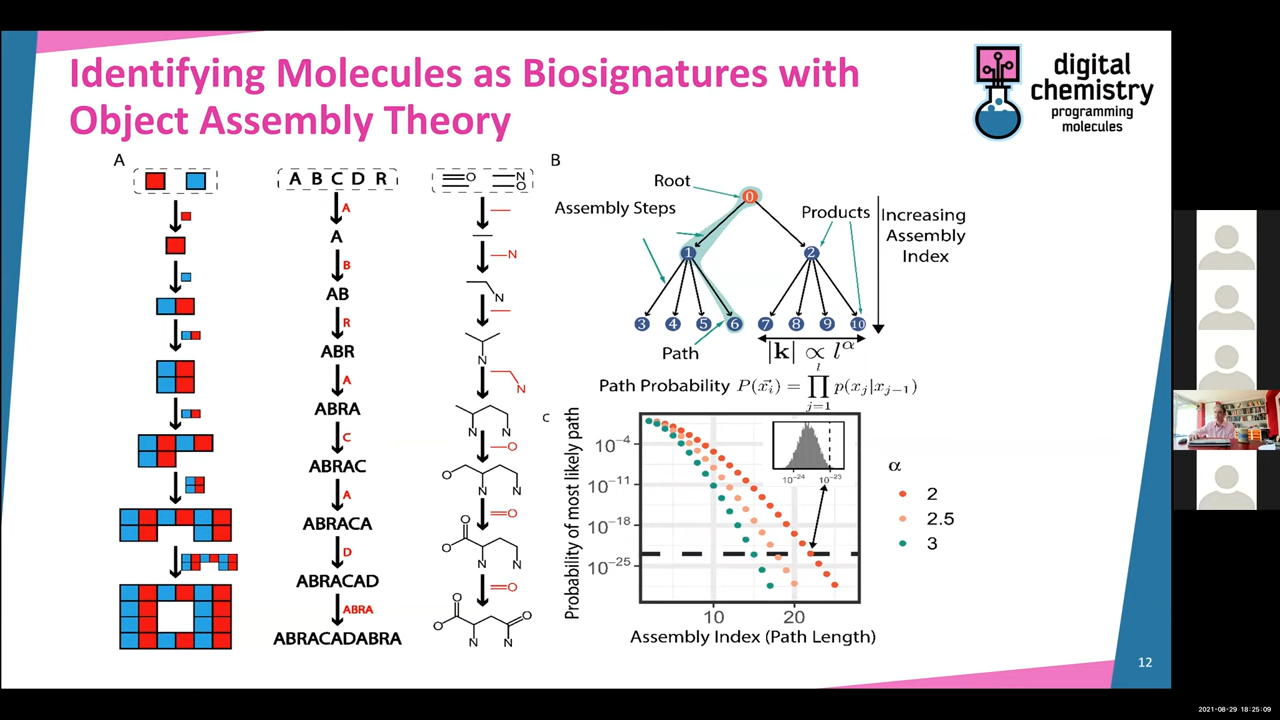 Identifying Molecules as Biosignatures with
Object Assembly Theory
digital
chemistry
programming
molecules
A
A B C D R
A
A
B
AB
R
ABR
A
ABRA
C
ABRAC
A
ABRACA
D
ABRACAD
ABRA
ABRACADABRA
O
N
O
N
N
N
N
N
N
O
O
N
N
O
O
O
N
N
O
O
O
O
N
N
B
Root
0
Assembly Steps
Products
Increasing
Assembly
Index
1
2
3 4 5 6 7 8 9 10
Path
|k| ∝ l^α
Path Probability P(x⃗ᵢ) = ∏_{j=1}^{l} p(xⱼ|xⱼ₋₁)
C
Probability of most likely path
10⁻⁴
10⁻¹¹
10⁻¹⁸
10⁻²⁵
10⁻²⁴ 10⁻²³
10 20
Assembly Index (Path Length)
α
2
2.5
3
12
2021-08-29 18:25:09